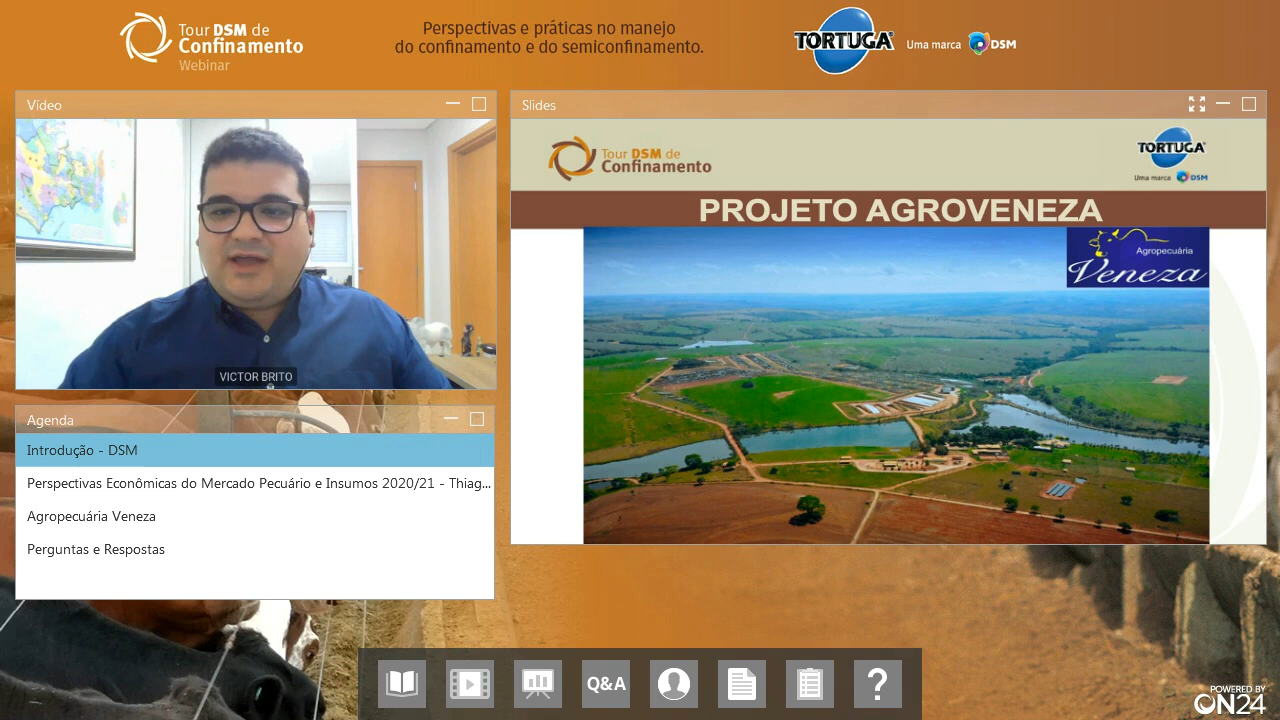 Tour DSM de
Confinamento
Webinar
Perspectivas e práticas no manejo
do confinamento e do semiconfinamento.
TORTUGA
Uma marca DSM
Vídeo
VICTOR BRITO
Slides
Tour DSM de
Confinamento
TORTUGA
Uma marca DSM
PROJETO AGROVENEZA
Agropecuária
Veneza
Agenda
Introdução - DSM
Perspectivas Econômicas do Mercado Pecuário e Insumos 2020/21 - Thiag...
Agropecuária Veneza
Perguntas e Respostas
Q&A
?
POWERED BY
ON24